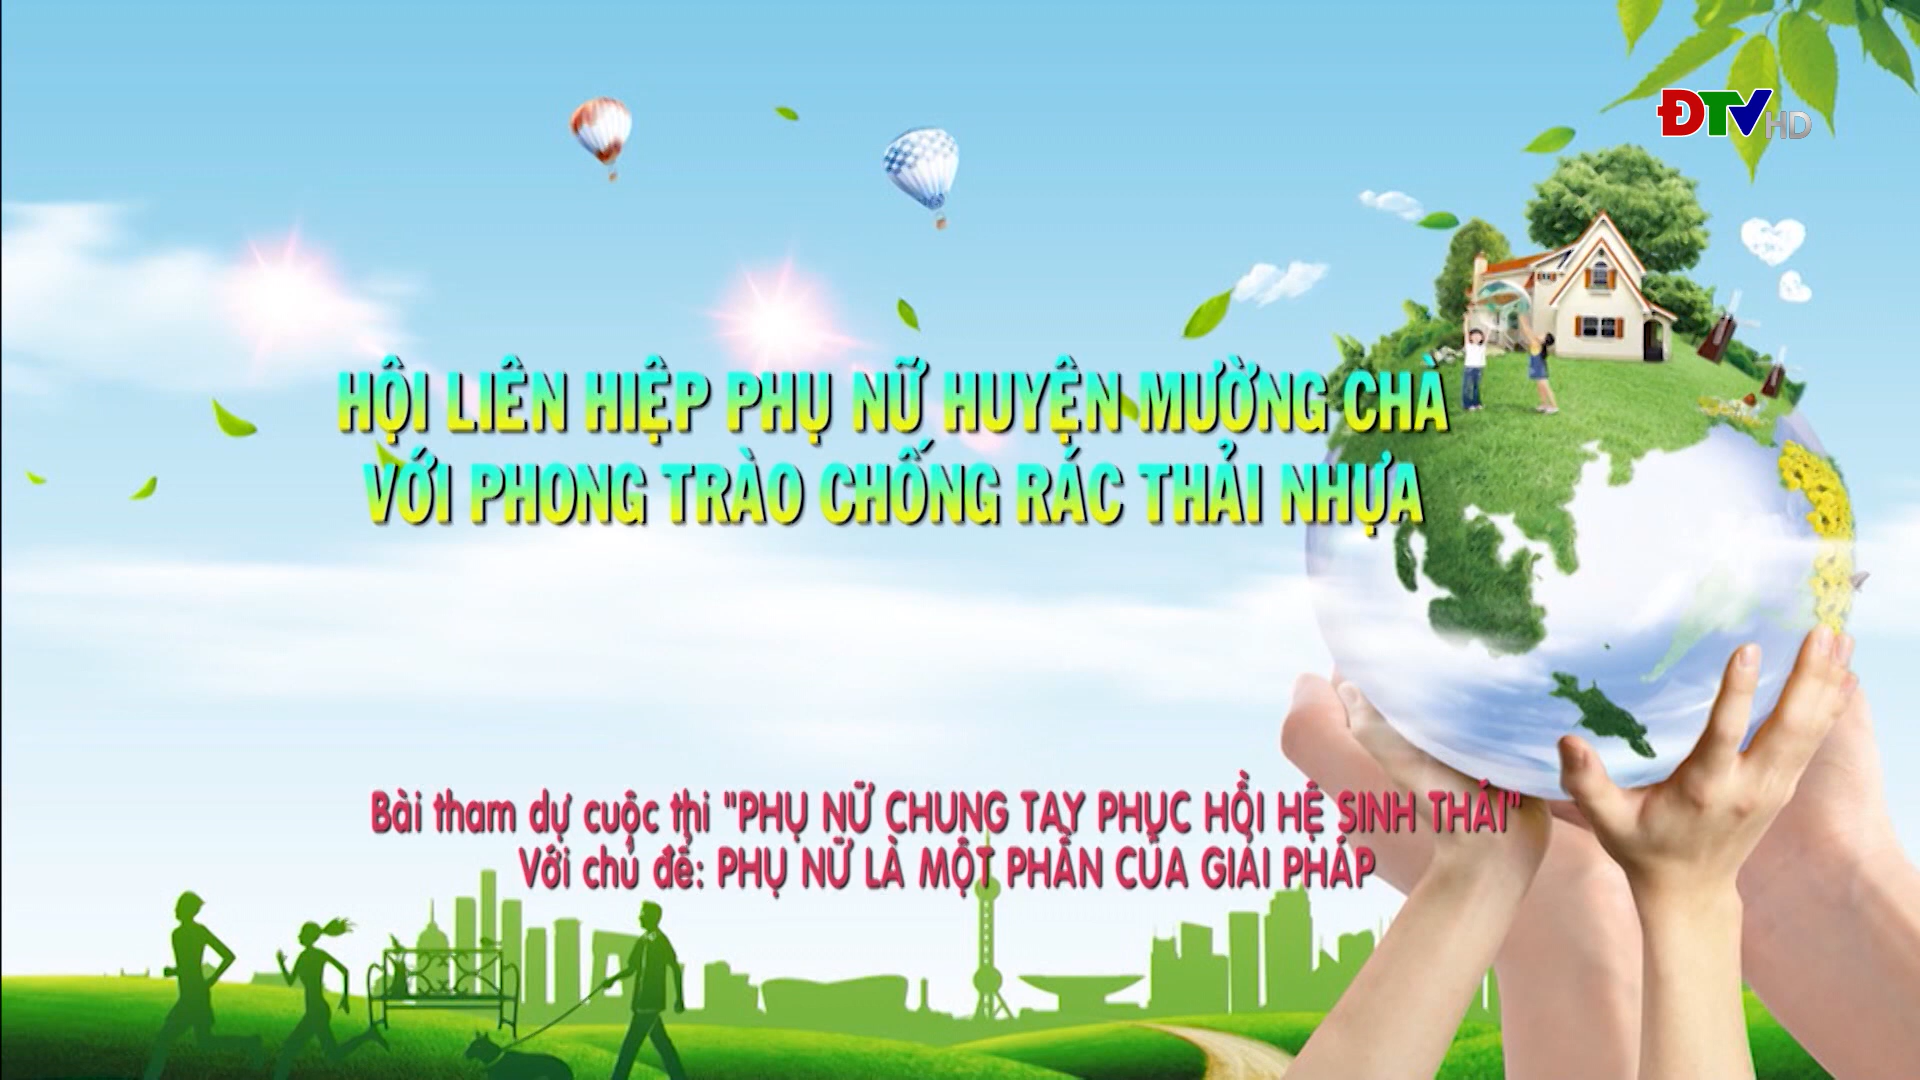 ĐTV HD
HỘI LIÊN HIỆP PHỤ NỮ HUYỆN MƯỜNG CHÀ
VỚI PHONG TRÀO CHỐNG RÁC THẢI NHỰA
Bài tham dự cuộc thi "PHỤ NỮ CHUNG TAY PHỤC HỒI HỆ SINH THÁI"
Với chủ đề: PHỤ NỮ LÀ MỘT PHẦN CỦA GIẢI PHÁP